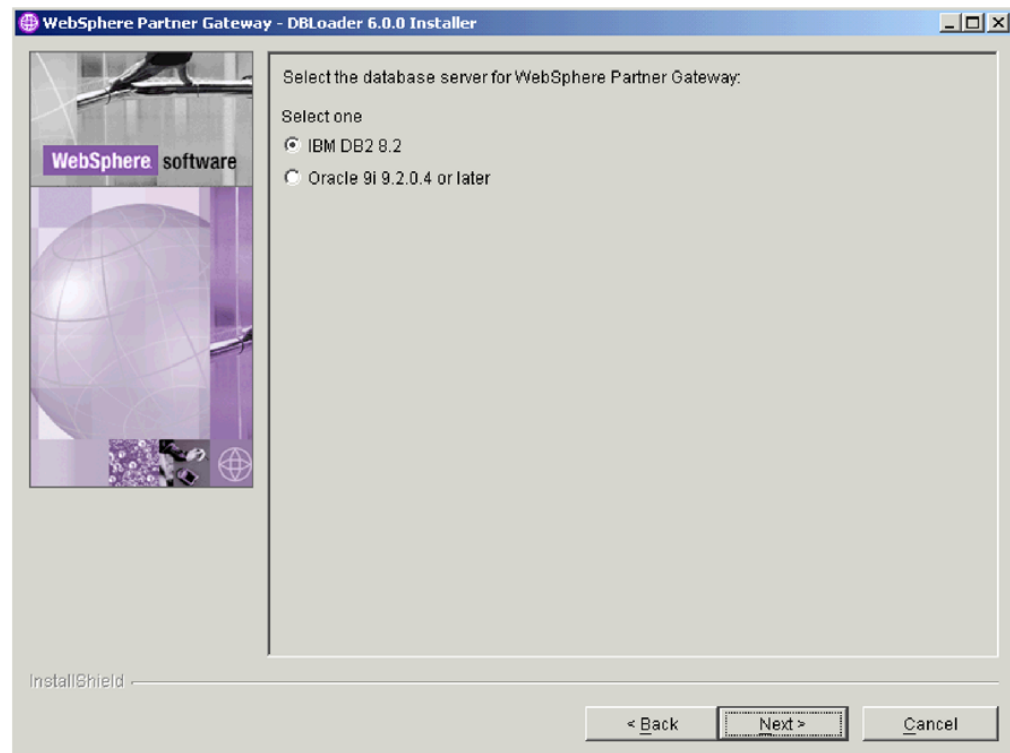 WebSphere Partner Gateway - DBLoader 6.0.0 Installer
WebSphere software
Select the database server for WebSphere Partner Gateway:
Select one
IBM DB2 8.2
Oracle 9i 9.2.0.4 or later
InstallShield
< Back
Next >
Cancel